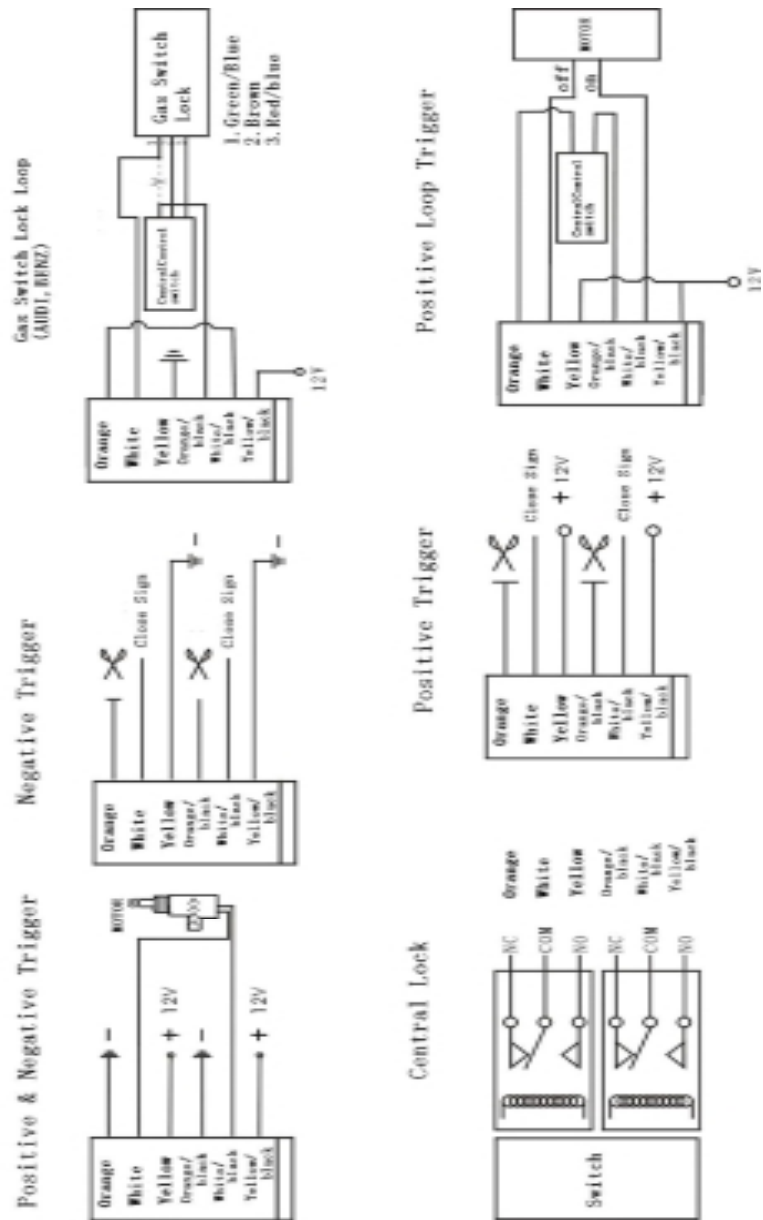 Positive & Negative Trigger
Orange
White
Yellow
Orange/
black
White/
black
Yellow/
black
-
+ 12V
-
+ 12V
MOTOR
Negative Trigger
Orange
White
Yellow
Orange/
black
White/
black
Yellow/
black
Close Sign
-
Close Sign
-
Gas Switch Lock Loop
(AUDI, BENZ)
Orange
White
Yellow
Orange/
black
White/
black
Yellow/
black
12V
ControlControl
switch
Gas Switch
Lock
1. Green/Blue
2. Brown
3. Red/blue
Central Lock
Switch
NC
COM
NO
NC
COM
NO
Orange
White
Yellow
Orange/
black
White/
black
Yellow/
black
Positive Trigger
Orange
White
Yellow
Orange/
black
White/
black
Yellow/
black
Close Sign
+ 12V
Close Sign
+ 12V
Positive Loop Trigger
Orange
White
Yellow
Orange/
black
White/
black
Yellow/
black
12V
ControlControl
switch
off
on
MOTOR